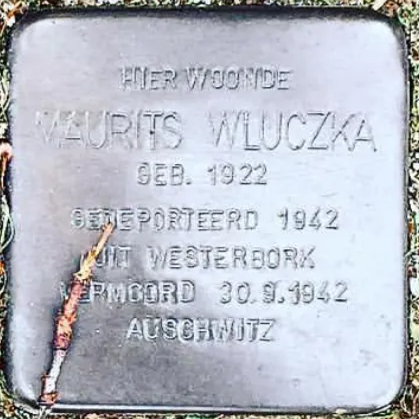 HIER WOONDE
MAURITS WLUCZKA
GEB. 1922
GEDEPORTEERD 1942
UIT WESTERBORK
VERMOORD 30.9.1942
AUSCHWITZ